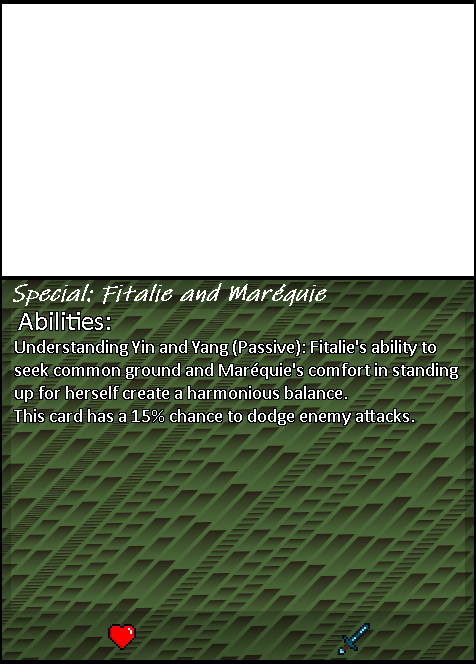 Special: Fitalie and Maréquie
Abilities:
Understanding Yin and Yang (Passive): Fitalie's ability to
seek common ground and Maréquie's comfort in standing
up for herself create a harmonious balance.
This card has a 15% chance to dodge enemy attacks.